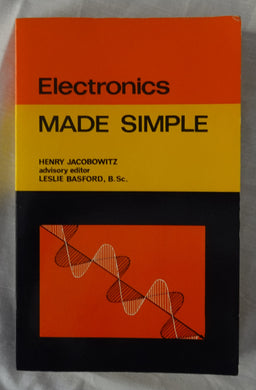 Electronics
MADE SIMPLE
HENRY JACOBOWITZ
advisory editor
LESLIE BASFORD, B.Sc.